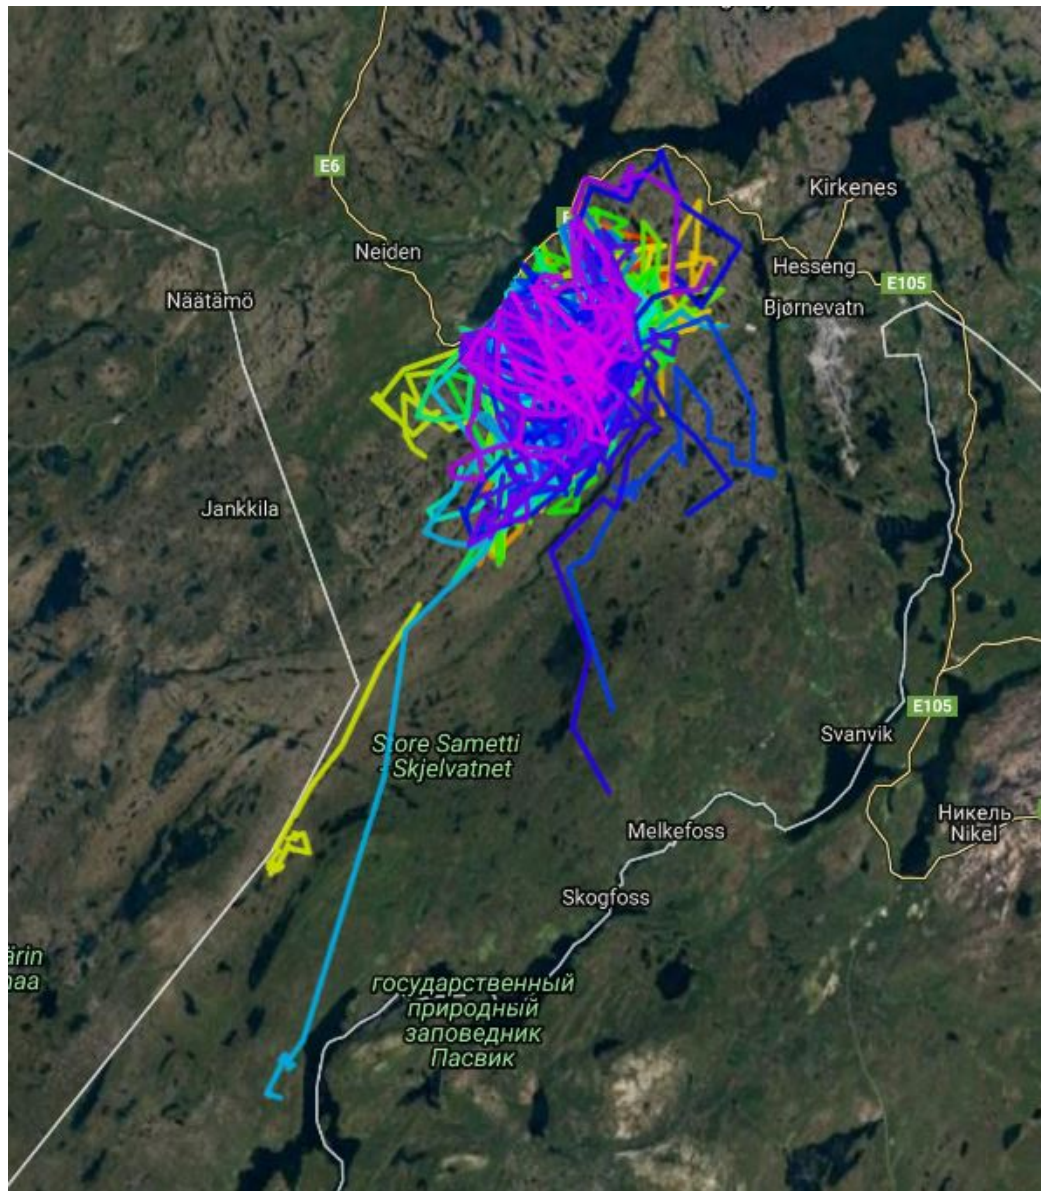 E6
Kirkenes
Neiden
Hesseng
E105
Näätämö
Bjørnevatn
Jankkila
E105
Svanvik
Store Sametti
- Skjelvatnet
Никель
Nikel
Melkefoss
Skogfoss
государственный
природный
заповедник
Пасвик